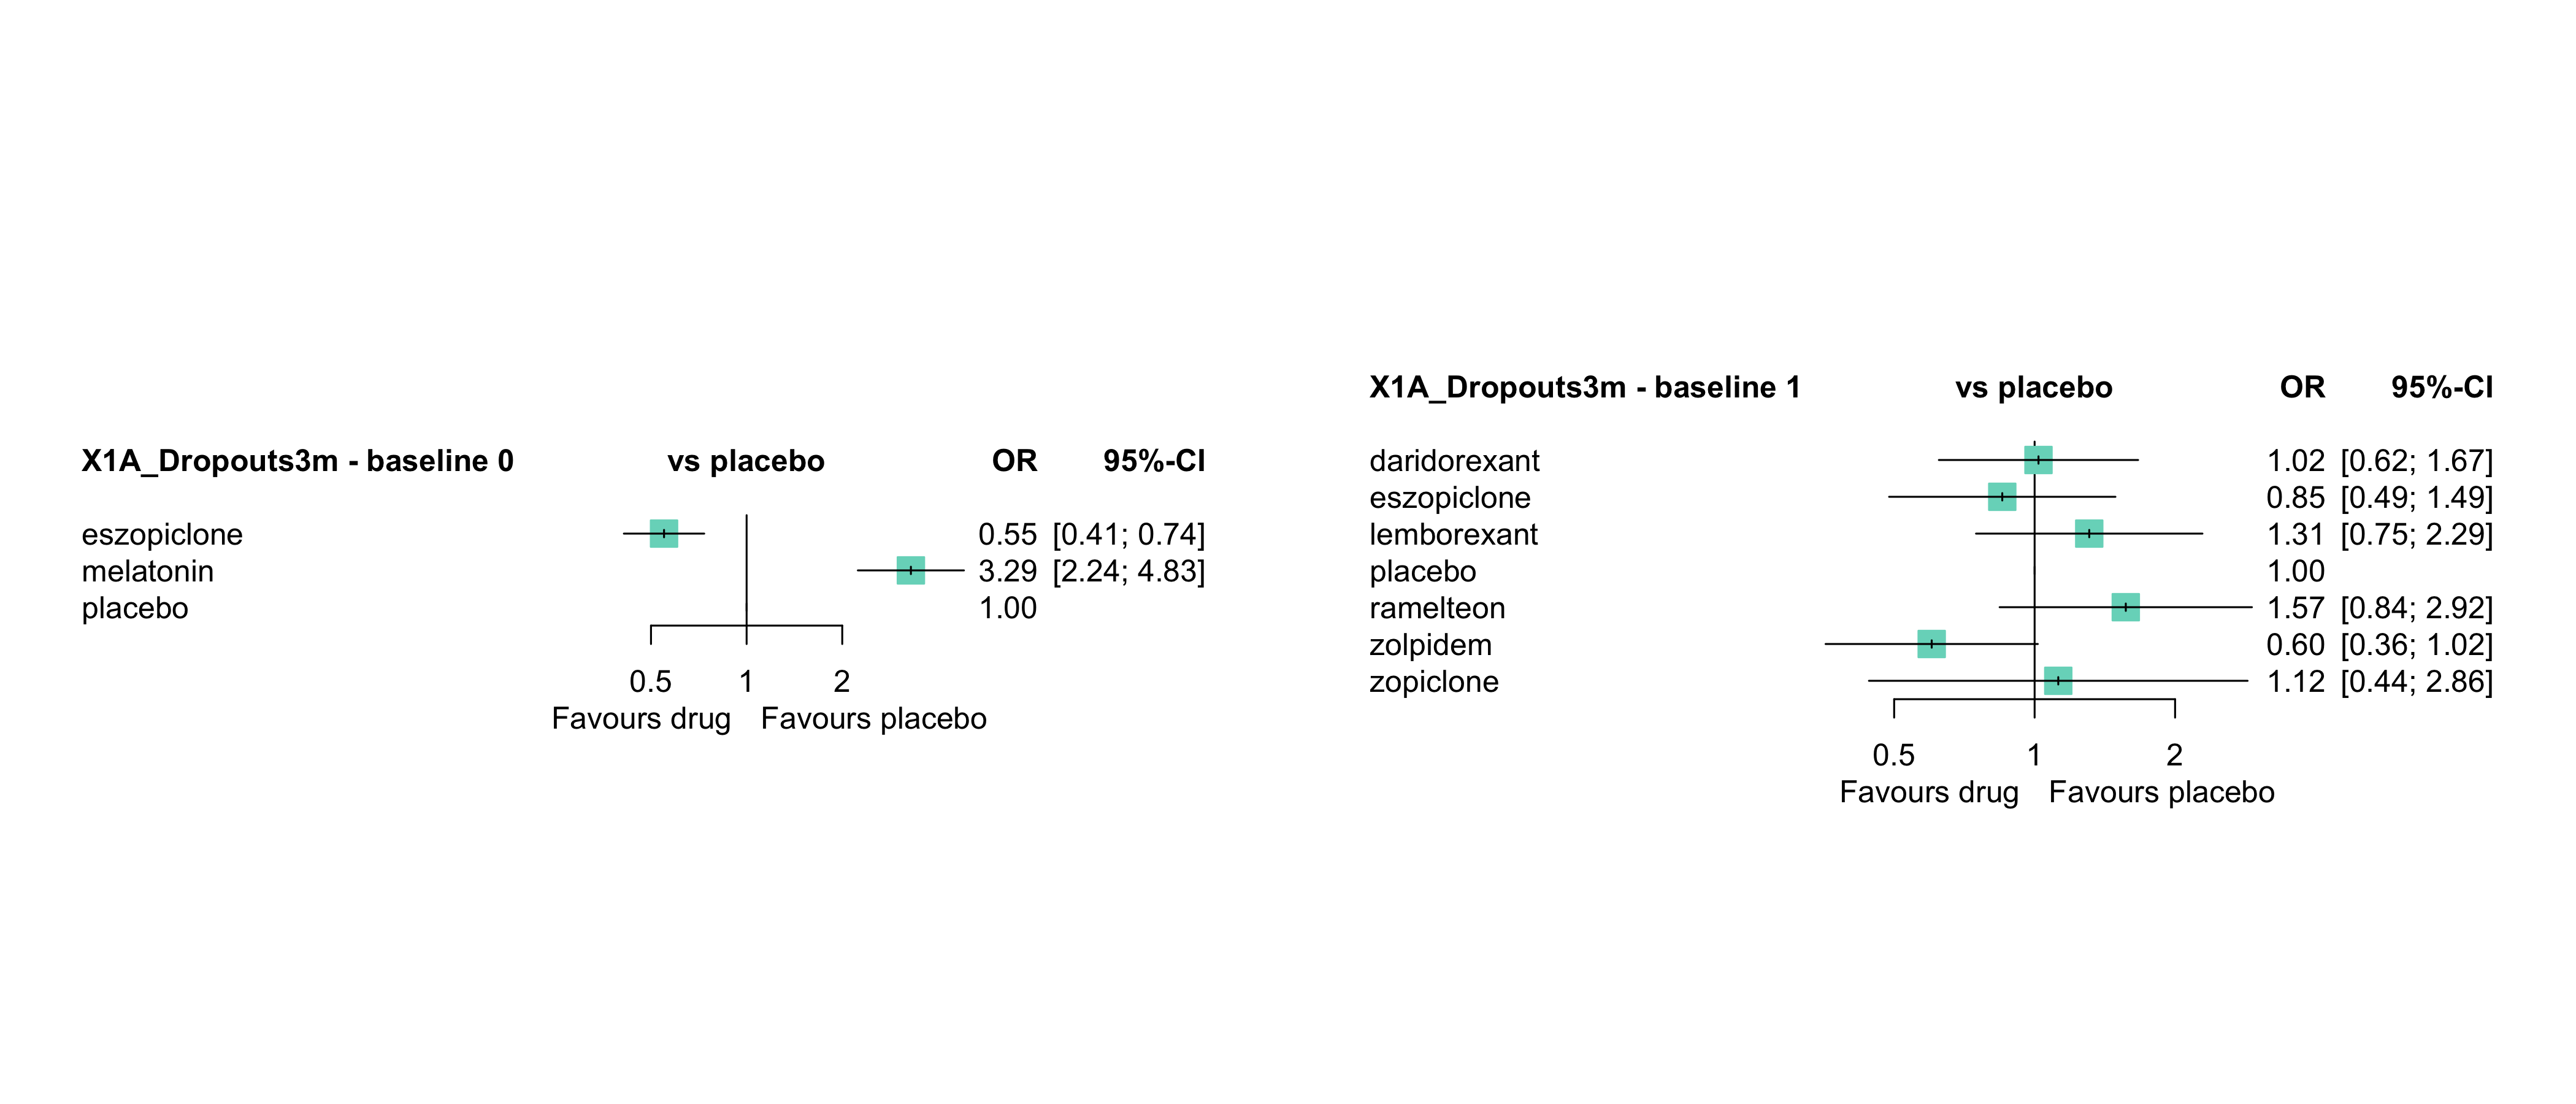 X1A_Dropouts3m - baseline 0 vs placebo OR 95%-CI
eszopiclone 0.55 [0.41; 0.74]
melatonin 3.29 [2.24; 4.83]
placebo 1.00
0.5 1 2
Favours drug Favours placebo
X1A_Dropouts3m - baseline 1 vs placebo OR 95%-CI
daridorexant 1.02 [0.62; 1.67]
eszopiclone 0.85 [0.49; 1.49]
lemborexant 1.31 [0.75; 2.29]
placebo 1.00
ramelteon 1.57 [0.84; 2.92]
zolpidem 0.60 [0.36; 1.02]
zopiclone 1.12 [0.44; 2.86]
0.5 1 2
Favours drug Favours placebo